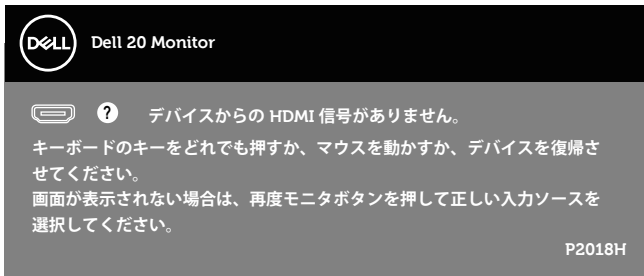 DELL
Dell 20 Monitor
? デバイスからの HDMI 信号がありません。
キーボードのキーをどれでも押すか、マウスを動かすか、デバイスを復帰さ
せてください。
画面が表示されない場合は、再度モニタボタンを押して正しい入力ソースを
選択してください。
P2018H